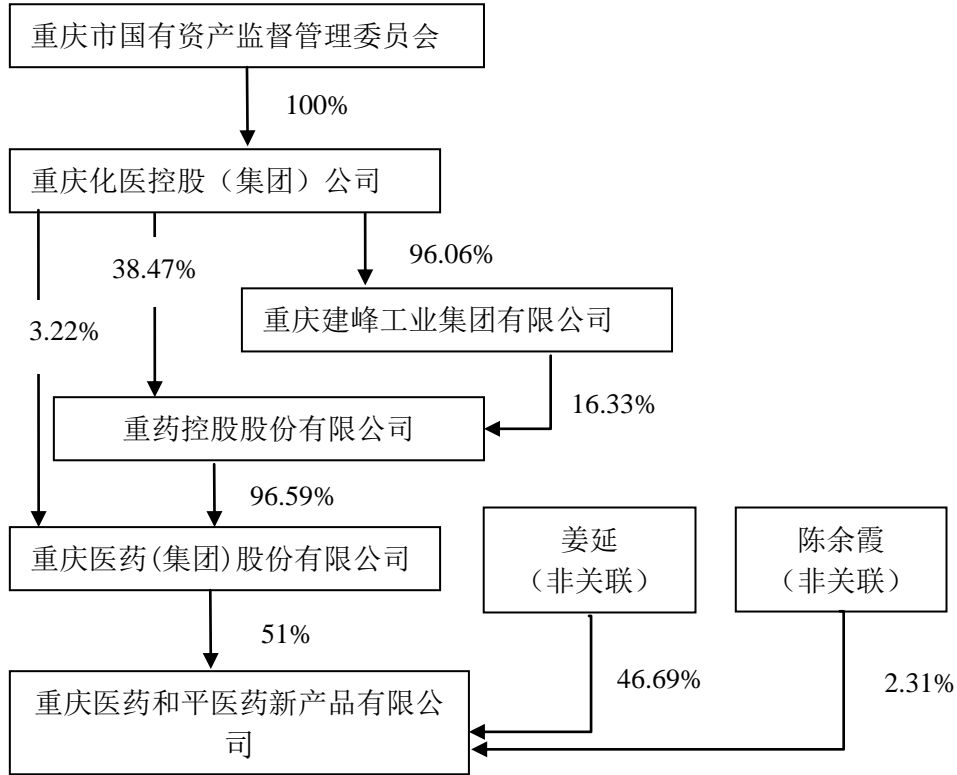 重庆市国有资产监督管理委员会
100%
重庆化医控股（集团）公司
96.06%
38.47%
重庆建峰工业集团有限公司
3.22%
16.33%
重药控股股份有限公司
96.59%
姜延
（非关联）
陈余霞
（非关联）
重庆医药(集团)股份有限公司
51%
46.69%
2.31%
重庆医药和平医药新产品有限公
司